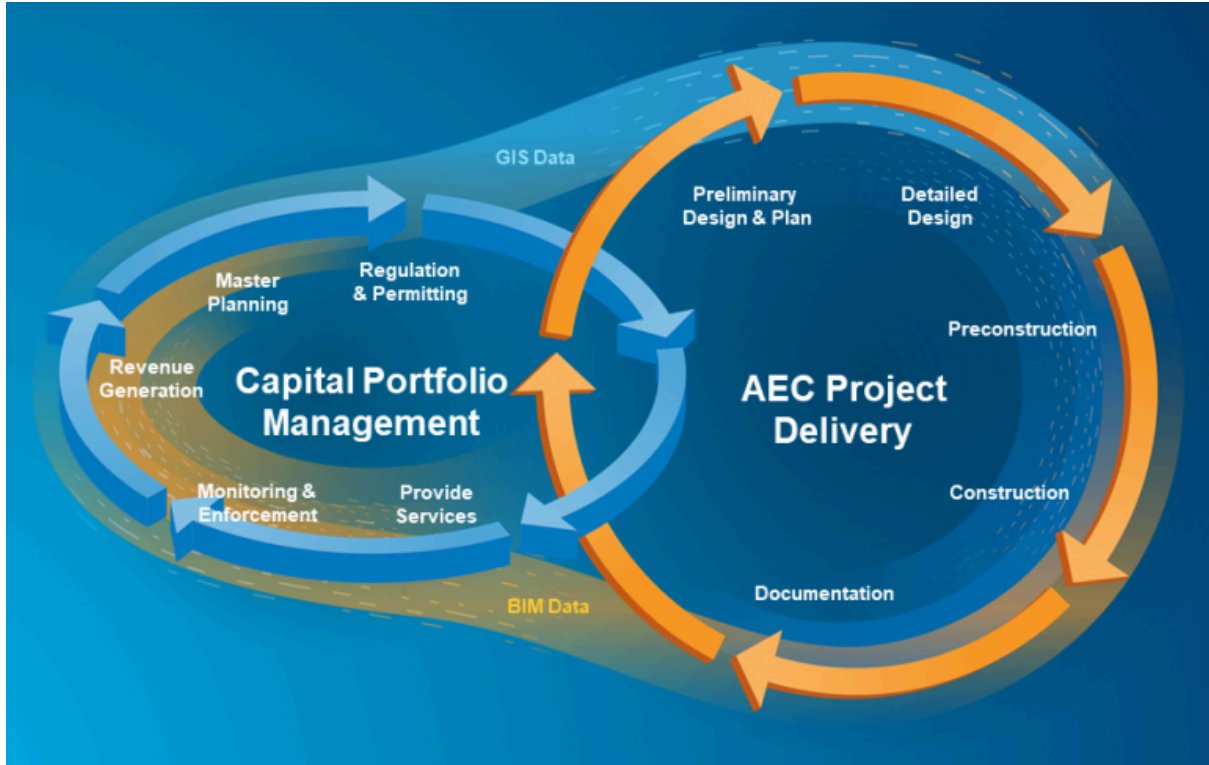 GIS Data
Preliminary
Design & Plan
Detailed
Design
Regulation
& Permitting
Master
Planning
Preconstruction
Revenue
Generation
Capital Portfolio
Management
AEC Project
Delivery
Monitoring &
Enforcement
Provide
Services
Construction
Documentation
BIM Data